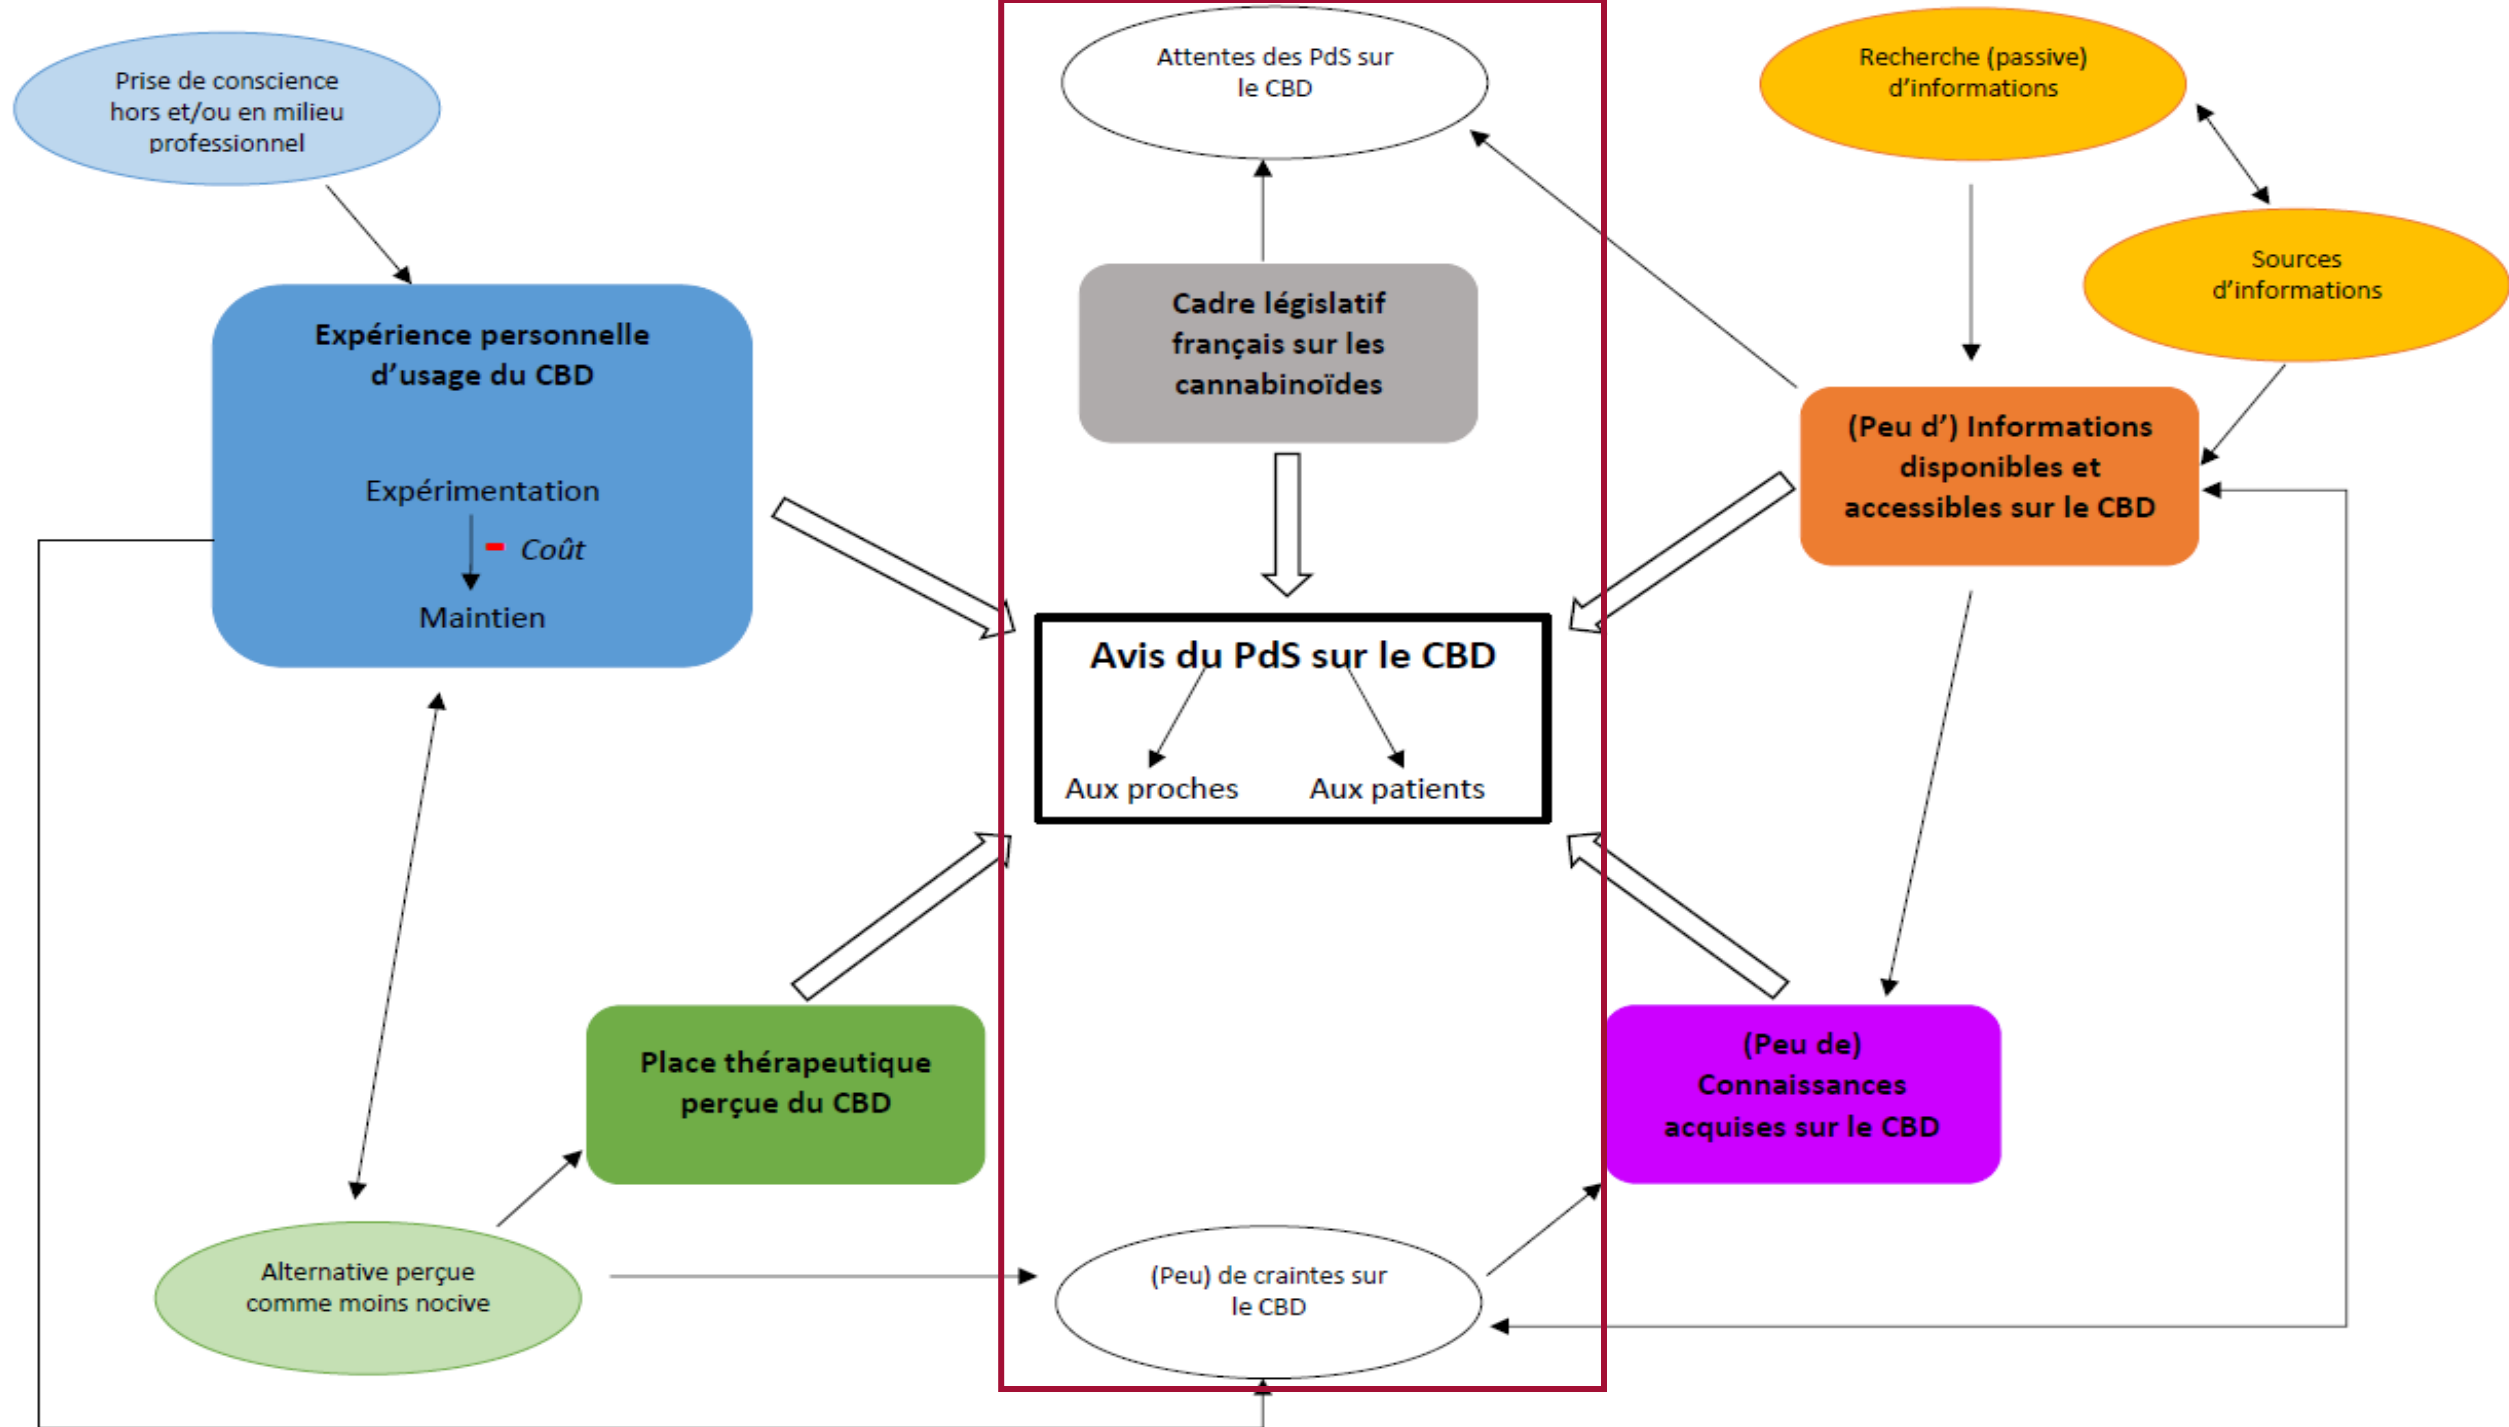 Prise de conscience
hors et/ou en milieu
professionnel
Attentes des PdS sur
le CBD
Recherche (passive)
d’informations
Sources
d’informations
Expérience personnelle
d’usage du CBD
Expérimentation
Coût
Maintien
Cadre législatif
français sur les
cannabinoïdes
(Peu d’) Informations
disponibles et
accessibles sur le CBD
Avis du PdS sur le CBD
Aux proches
Aux patients
Place thérapeutique
perçue du CBD
(Peu de)
Connaissances
acquises sur le CBD
Alternative perçue
comme moins nocive
(Peu) de craintes sur
le CBD